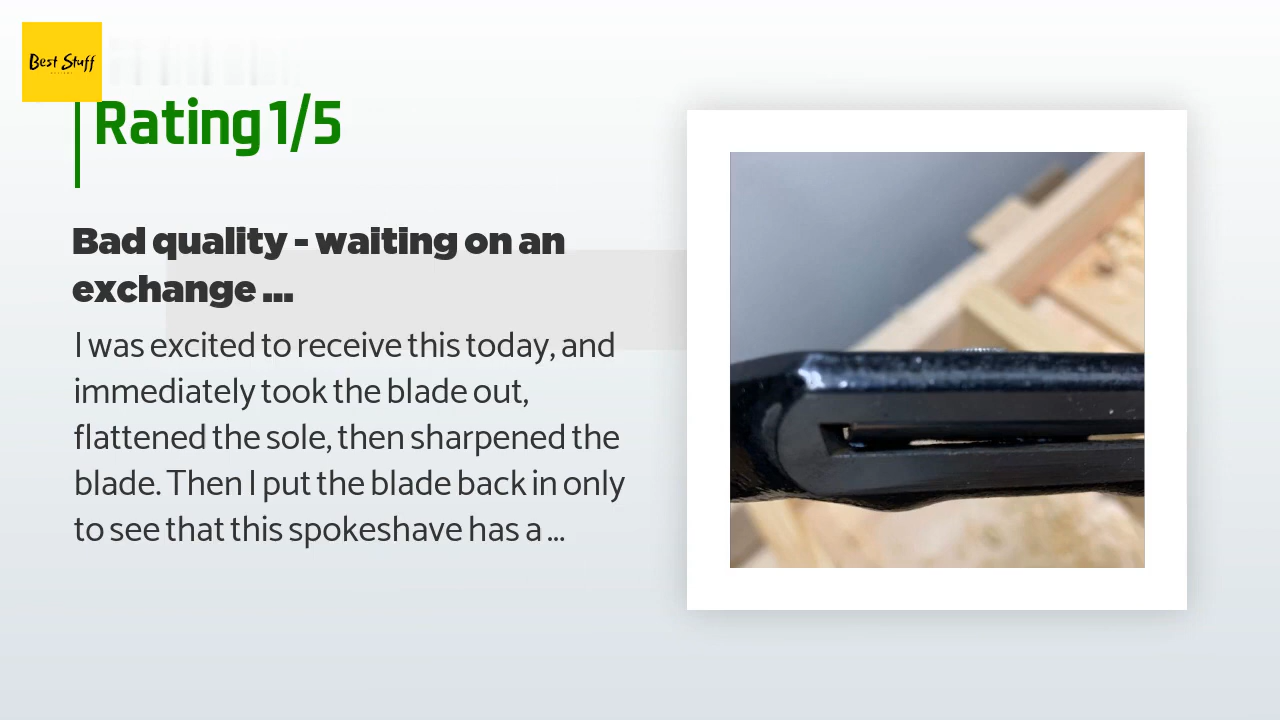 Best Stuff
Rating 1/5
Bad quality - waiting on an
exchange ...
I was excited to receive this today, and
immediately took the blade out,
flattened the sole, then sharpened the
blade. Then I put the blade back in only
to see that this spokeshave has a ...